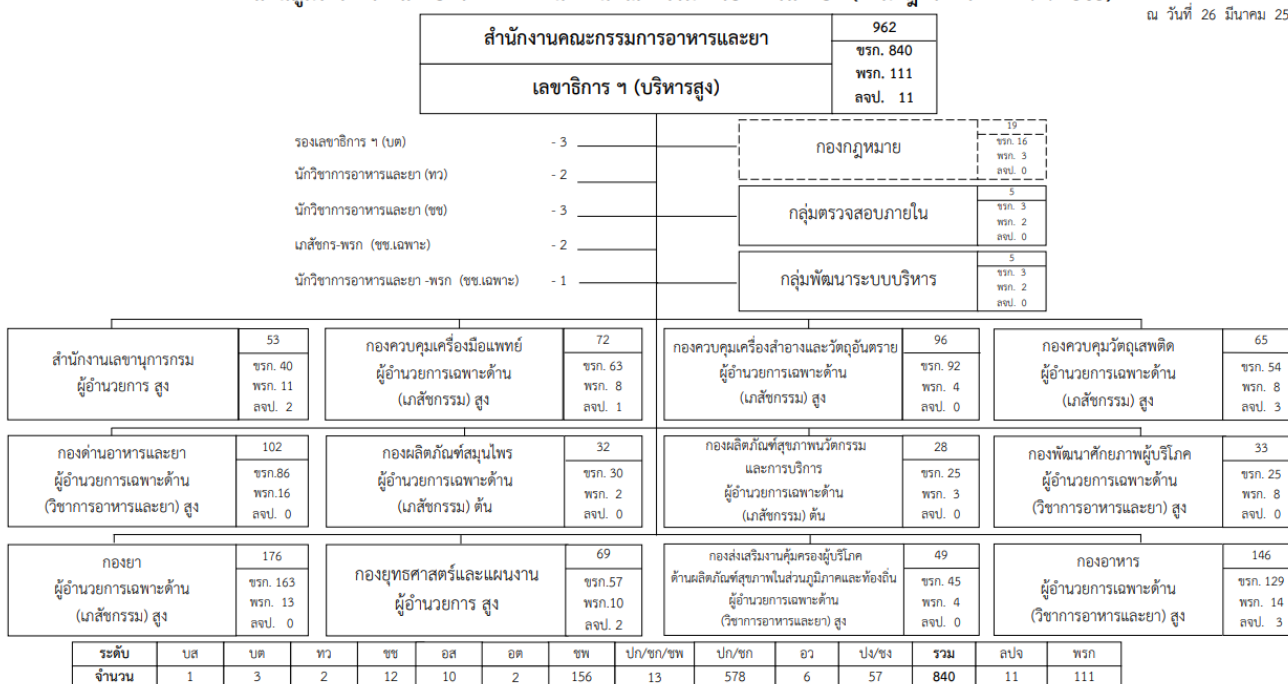 ณ วันที่ 26 มีนาคม 25
สำนักงานคณะกรรมการอาหารและยา
962
ขรก. 840
พรก. 111
ลจป. 11
เลขาธิการ ฯ (บริหารสูง)
รองเลขาธิการ ฯ (บต) - 3
นักวิชาการอาหารและยา (ทว) - 2
นักวิชาการอาหารและยา (ชช) - 3
เภสัชกร-พรก (ชช.เฉพาะ) - 2
นักวิชาการอาหารและยา -พรก (ชช.เฉพาะ) - 1
กองกฎหมาย
19
ขรก. 16
พรก. 3
ลจป. 0
กลุ่มตรวจสอบภายใน
5
ขรก. 3
พรก. 2
ลจป. 0
กลุ่มพัฒนาระบบบริหาร
5
ขรก. 3
พรก. 2
ลจป. 0
สำนักงานเลขานุการกรม
ผู้อำนวยการ สูง
53
ขรก. 40
พรก. 11
ลจป. 2
กองควบคุมเครื่องมือแพทย์
ผู้อำนวยการเฉพาะด้าน
(เภสัชกรรม) สูง
72
ขรก. 63
พรก. 8
ลจป. 1
กองควบคุมเครื่องสำอางและวัตถุอันตราย
ผู้อำนวยการเฉพาะด้าน
(เภสัชกรรม) สูง
96
ขรก. 92
พรก. 4
ลจป. 0
กองควบคุมวัตถุเสพติด
ผู้อำนวยการเฉพาะด้าน
(เภสัชกรรม) สูง
65
ขรก. 54
พรก. 8
ลจป. 3
กองด่านอาหารและยา
ผู้อำนวยการเฉพาะด้าน
(วิชาการอาหารและยา) สูง
102
ขรก.86
พรก.16
ลจป. 0
กองผลิตภัณฑ์สมุนไพร
ผู้อำนวยการเฉพาะด้าน
(เภสัชกรรม) ต้น
32
ขรก. 30
พรก. 2
ลจป. 0
กองผลิตภัณฑ์สุขภาพนวัตกรรม
และการบริการ
ผู้อำนวยการเฉพาะด้าน
(เภสัชกรรม) ต้น
28
ขรก. 25
พรก. 3
ลจป. 0
กองพัฒนาศักยภาพผู้บริโภค
ผู้อำนวยการเฉพาะด้าน
(วิชาการอาหารและยา) สูง
33
ขรก. 25
พรก. 8
ลจป. 0
กองยา
ผู้อำนวยการเฉพาะด้าน
(เภสัชกรรม) สูง
176
ขรก. 163
พรก. 13
ลจป. 0
กองยุทธศาสตร์และแผนงาน
ผู้อำนวยการ สูง
69
ขรก.57
พรก.10
ลจป. 2
กองส่งเสริมงานคุ้มครองผู้บริโภค
ด้านผลิตภัณฑ์สุขภาพในส่วนภูมิภาคและท้องถิ่น
ผู้อำนวยการเฉพาะด้าน
(วิชาการอาหารและยา) สูง
49
ขรก. 45
พรก. 4
ลจป. 0
กองอาหาร
ผู้อำนวยการเฉพาะด้าน
(วิชาการอาหารและยา) สูง
146
ขรก. 129
พรก. 14
ลจป. 3
ระดับ บส บต ทว ชช อส อต ชพ ปก/ชก/ชพ ปก/ชก อว ปง/ชง รวม ลปจ พรก
จำนวน 1 3 2 12 10 2 156 13 578 6 57 840 11 111